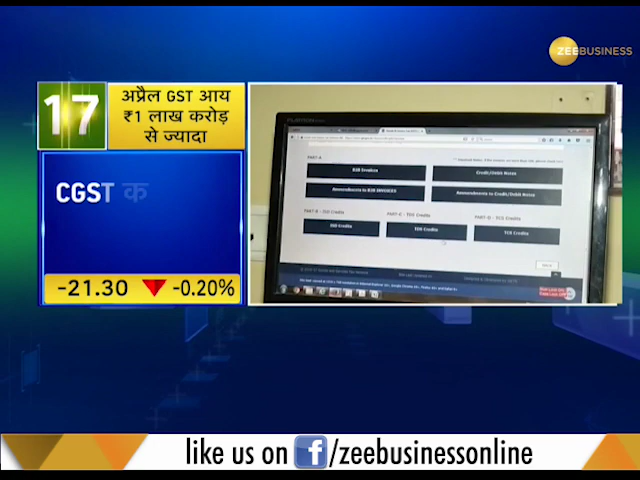 ZEEBUSINESS
17
अप्रैल GST आय
₹1 लाख करोड़
से ज्यादा
CGST क
-21.30 -0.20%
PART-A
B2B Invoices
Credit/Debit Notes
Amendments to B2B INVOICES
Amendments to Credit/Debit Notes
PART-B - ISD Credits
PART-C - TDS Credits
PART-D - TCS Credits
ISD Credits
TDS Credits
TCS Credits
like us on f/zeebusinessonline